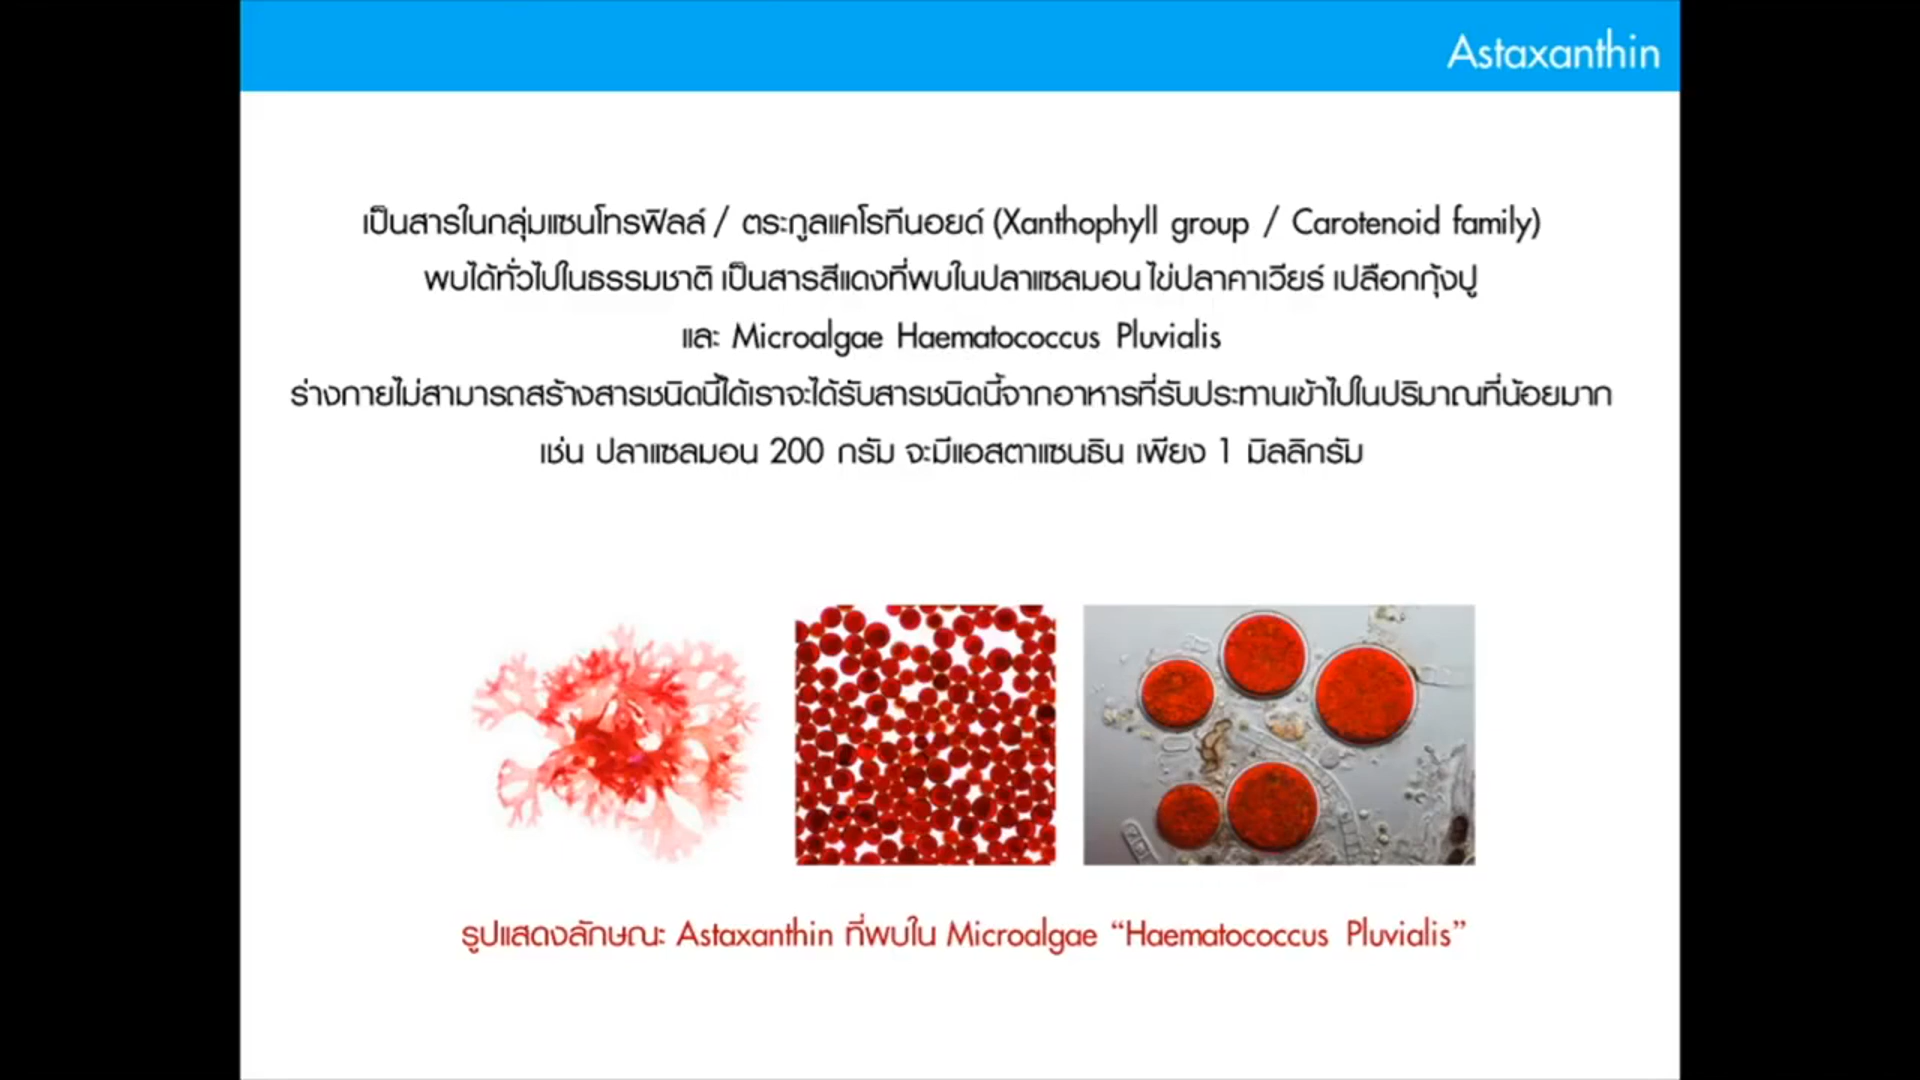 Astaxanthin
เป็นสารในกลุ่มแซนโทรฟิลล์ / ตระกูลแคโรทีนอยด์ (Xanthophyll group / Carotenoid family)
พบได้ทั่วไปในธรรมชาติ เป็นสารสีแดงที่พบในปลาแซลมอน ไข่ปลาคาเวียร์ เปลือกกุ้งปู
และ Microalgae Haematococcus Pluvialis
ร่างกายไม่สามารถสร้างสารชนิดนี้ได้เราจะได้รับสารชนิดนี้จากอาหารที่รับประทานเข้าไปในปริมาณที่น้อยมาก
เช่น ปลาแซลมอน 200 กรัม จะมีแอสตาแซนธิน เพียง 1 มิลลิกรัม
รูปแสดงลักษณะ Astaxanthin ที่พบใน Microalgae “Haematococcus Pluvialis”